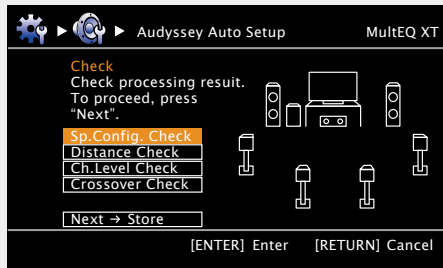 Audyssey Auto Setup MultEQ XT
Check
Check processing resuit.
To proceed, press
“Next”.
Sp.Config. Check
Distance Check
Ch.Level Check
Crossover Check
Next → Store
[ENTER] Enter [RETURN] Cancel